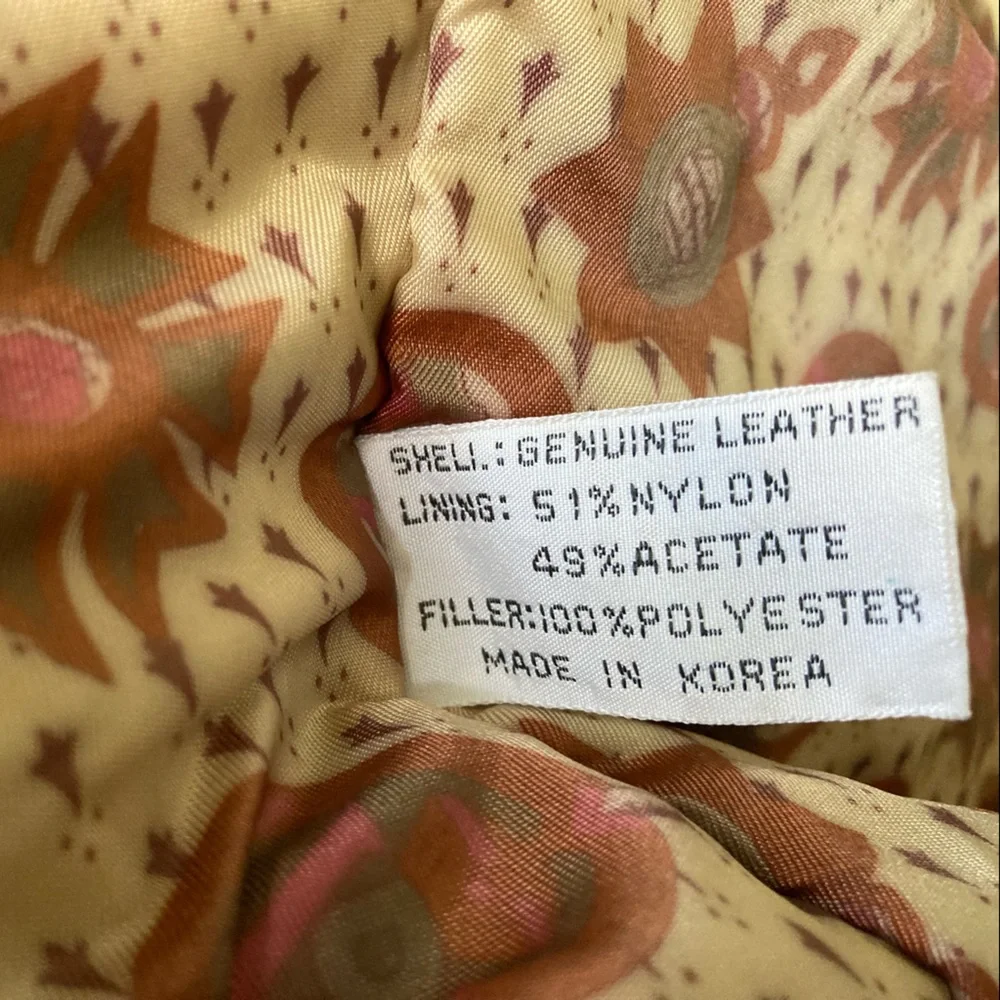 SHELL: GENUINE LEATHER
LINING: 51% NYLON
49% ACETATE
FILLER: 100% POLYESTER
MADE IN KOREA